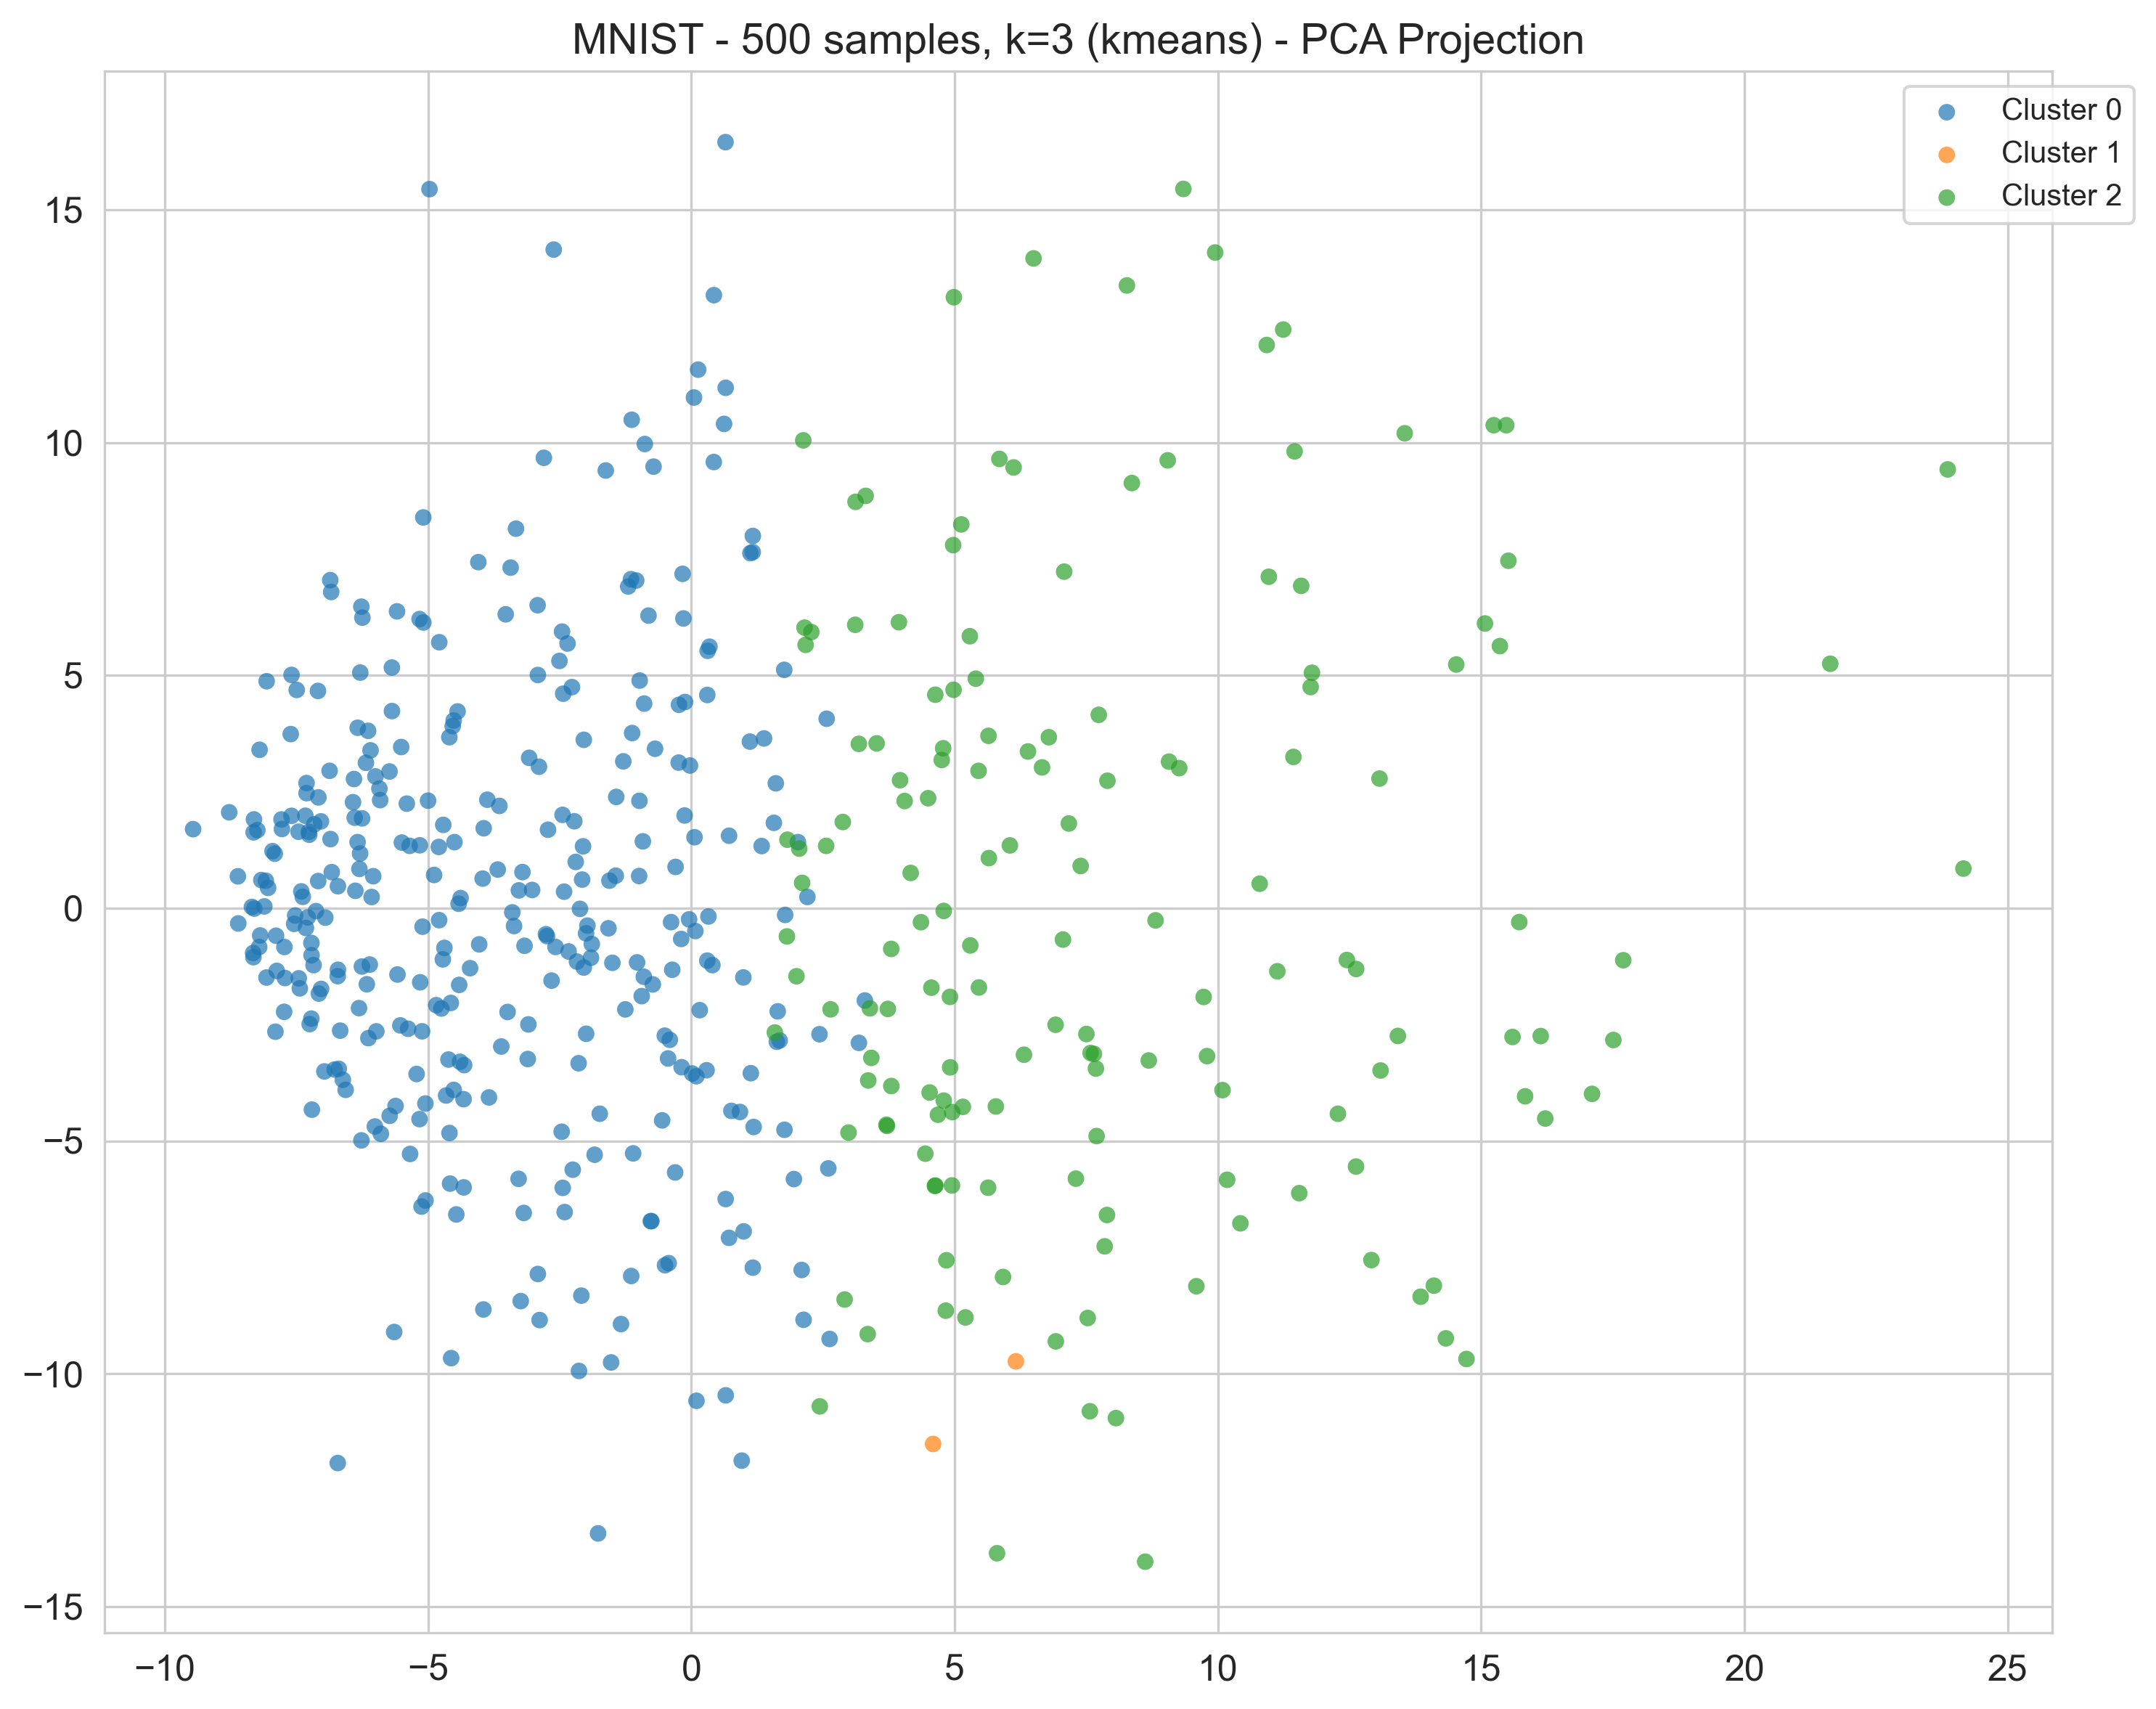 MNIST - 500 samples, k=3 (kmeans) - PCA Projection
Cluster 0
Cluster 1
Cluster 2
15
10
5
0
−5
−10
−15
−10 −5 0 5 10 15 20 25